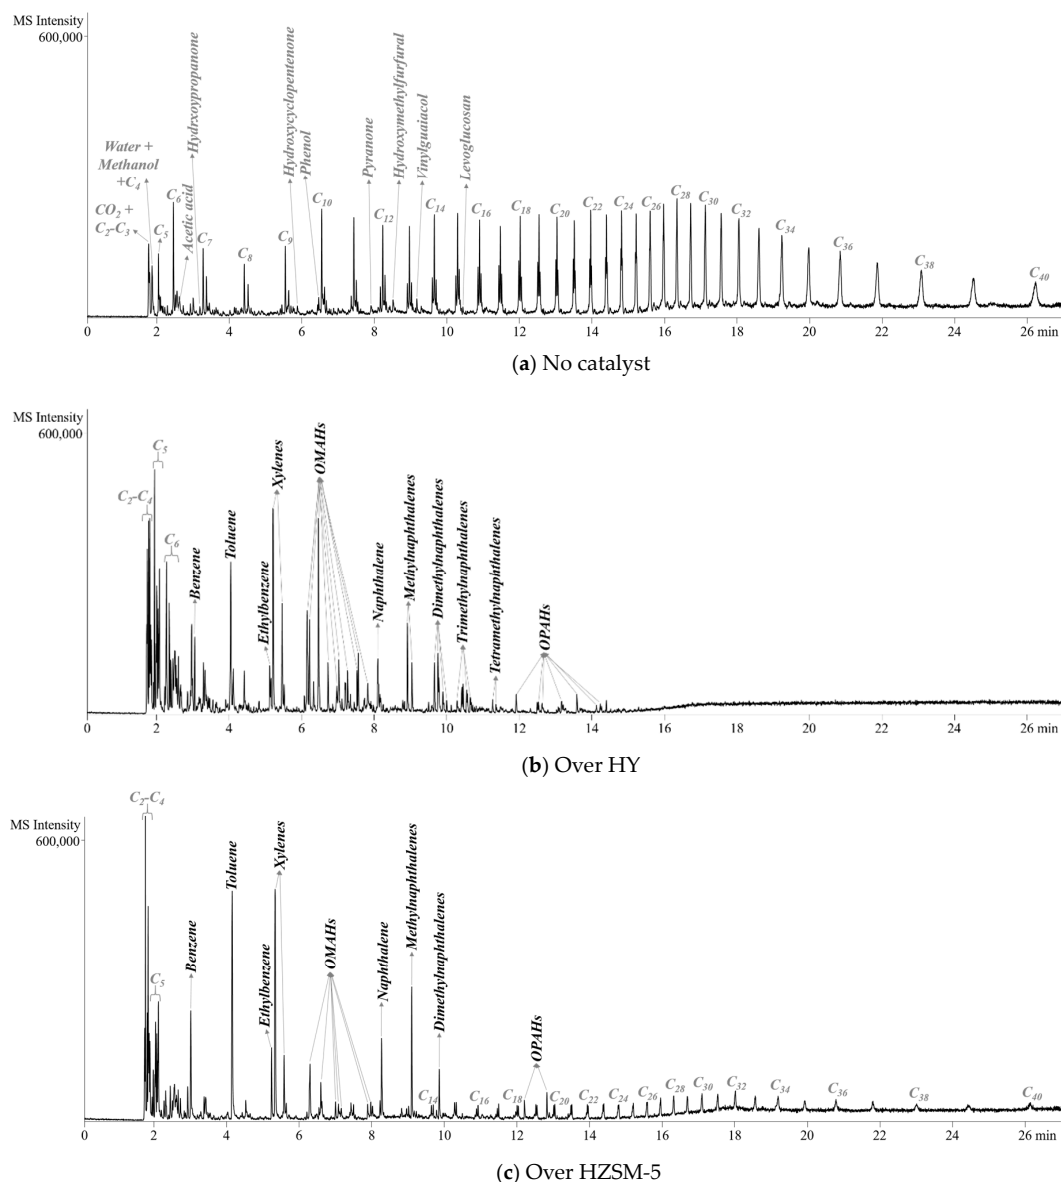 MS Intensity
600,000
Water +
Methanol
+C4
CO2 +
C2-C3
C5
C6
Acetic acid
Hydrxoypropanone
C7
C8
C9
Hydroxycyclopentenone
Phenol
C10
Pyranone
C12
Hydroxymethylfurfural
Vinylguaiacol
C14
Levoglucosan
C16
C18
C20
C22
C24
C26
C28
C30
C32
C34
C36
C38
C40
0 2 4 6 8 10 12 14 16 18 20 22 24 26 min
(a) No catalyst
MS Intensity
600,000
C2-C4
C5
C6
Benzene
Toluene
Ethylbenzene
Xylenes
OMAHs
Naphthalene
Methylnaphthalenes
Dimethylnaphthalenes
Trimethylnaphthalenes
Tetramethylnaphthalenes
OPAHs
0 2 4 6 8 10 12 14 16 18 20 22 24 26 min
(b) Over HY
C2-C4
MS Intensity
600,000
C5
Benzene
Toluene
Ethylbenzene
Xylenes
OMAHs
Naphthalene
Methylnaphthalenes
Dimethylnaphthalenes
OPAHs
C14
C16
C18
C20
C22
C24
C26
C28
C30
C32
C34
C36
C38
C40
0 2 4 6 8 10 12 14 16 18 20 22 24 26 min
(c) Over HZSM-5